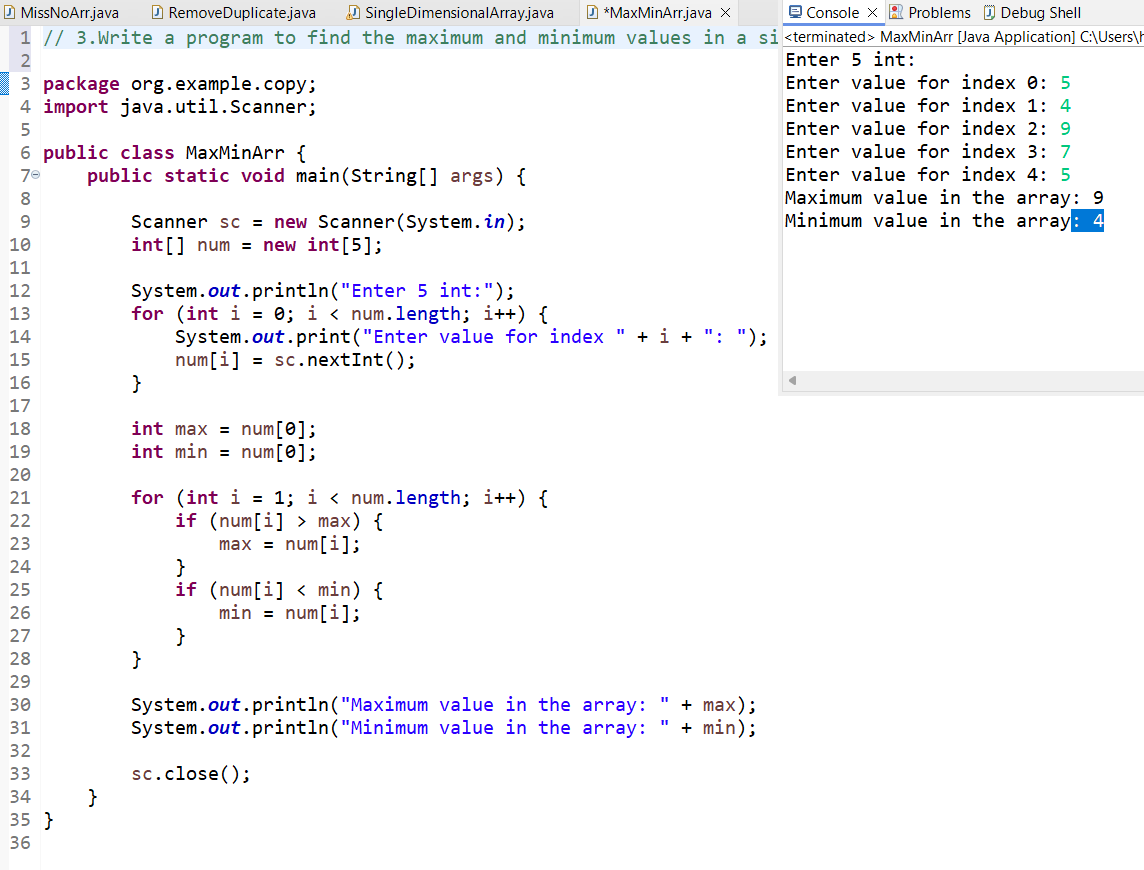 MissNoArr.java RemoveDuplicate.java SingleDimensionalArray.java *MaxMinArr.java
1 // 3.Write a program to find the maximum and minimum values in a si
2
3 package org.example.copy;
4 import java.util.Scanner;
5
6 public class MaxMinArr {
7 public static void main(String[] args) {
8
9 Scanner sc = new Scanner(System.in);
10 int[] num = new int[5];
11
12 System.out.println("Enter 5 int:");
13 for (int i = 0; i < num.length; i++) {
14 System.out.print("Enter value for index " + i + ": ");
15 num[i] = sc.nextInt();
16 }
17
18 int max = num[0];
19 int min = num[0];
20
21 for (int i = 1; i < num.length; i++) {
22 if (num[i] > max) {
23 max = num[i];
24 }
25 if (num[i] < min) {
26 min = num[i];
27 }
28 }
29
30 System.out.println("Maximum value in the array: " + max);
31 System.out.println("Minimum value in the array: " + min);
32
33 sc.close();
34 }
35 }
36
Console Problems Debug Shell
<terminated> MaxMinArr [Java Application] C:\Users\h
Enter 5 int:
Enter value for index 0: 5
Enter value for index 1: 4
Enter value for index 2: 9
Enter value for index 3: 7
Enter value for index 4: 5
Maximum value in the array: 9
Minimum value in the array: 4